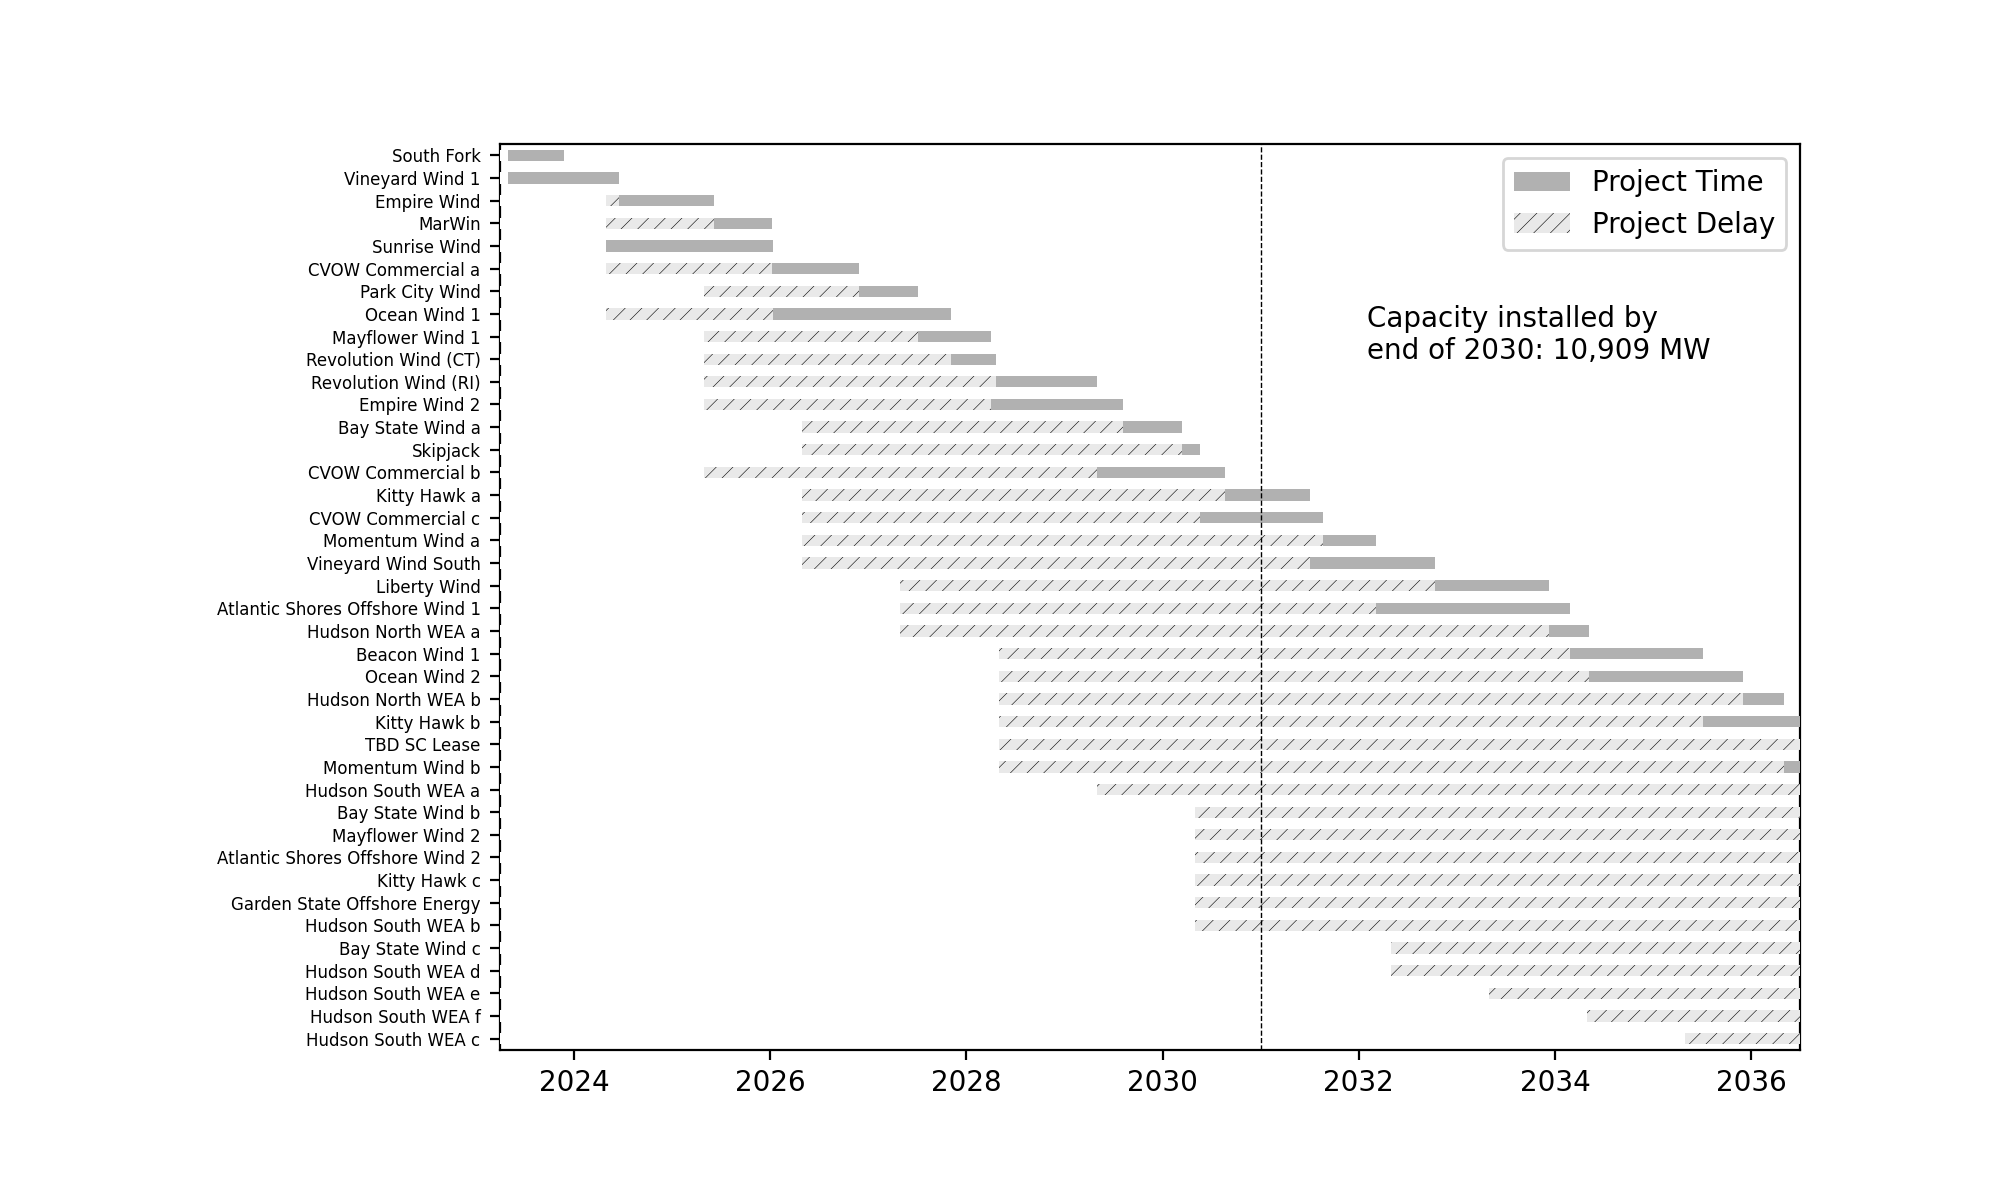 South Fork
Vineyard Wind 1
Empire Wind
MarWin
Sunrise Wind
CVOW Commercial a
Park City Wind
Ocean Wind 1
Mayflower Wind 1
Revolution Wind (CT)
Revolution Wind (RI)
Empire Wind 2
Bay State Wind a
Skipjack
CVOW Commercial b
Kitty Hawk a
CVOW Commercial c
Momentum Wind a
Vineyard Wind South
Liberty Wind
Atlantic Shores Offshore Wind 1
Hudson North WEA a
Beacon Wind 1
Ocean Wind 2
Hudson North WEA b
Kitty Hawk b
TBD SC Lease
Momentum Wind b
Hudson South WEA a
Bay State Wind b
Mayflower Wind 2
Atlantic Shores Offshore Wind 2
Kitty Hawk c
Garden State Offshore Energy
Hudson South WEA b
Bay State Wind c
Hudson South WEA d
Hudson South WEA e
Hudson South WEA f
Hudson South WEA c
Project Time
Project Delay
Capacity installed by
end of 2030: 10,909 MW
2024 2026 2028 2030 2032 2034 2036